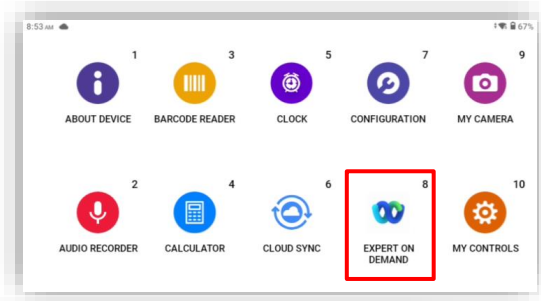 8:53 AM 67%
1 3 5 7 9
ABOUT DEVICE BARCODE READER CLOCK CONFIGURATION MY CAMERA
2 4 6 8 10
AUDIO RECORDER CALCULATOR CLOUD SYNC EXPERT ON MY CONTROLS
DEMAND